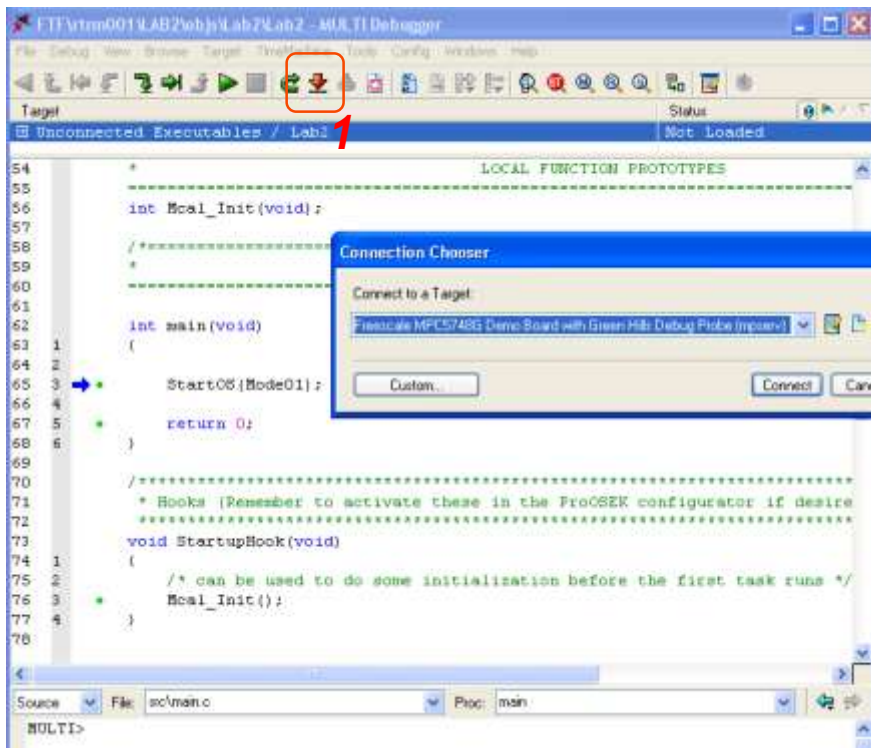 FTF\rtrm001\LAB2\objs\Lab2\Lab2 - MULTI Debugger
File Debug View Browse Target TimeMachine Tools Config Windows Help
1
Target Status
Unconnected Executables / Lab2 Not Loaded
54 * LOCAL FUNCTION PROTOTYPES
55 ================================================
56 int Mcal_Init(void);
57
58 /*==================
59 *
60 ==================
61
62 int main(void)
63 1 {
64 2
65 3 StartOS(Mode01);
66 4
67 5 return 0;
68 6 }
69
70 /***********************************************************
71 * Hooks (Remember to activate these in the ProOSEK configurator if desire
72 ***********************************************************
73 void StartupHook(void)
74 1 {
75 2 /* can be used to do some initialization before the first task runs */
76 3 Mcal_Init();
77 4 }
78
Connection Chooser
Connect to a Target:
Freescale MPC5748G Demo Board with Green Hills Debug Probe (mpserv)
Custom... Connect Can
Source File: src\main.c Proc: main
MULTI>